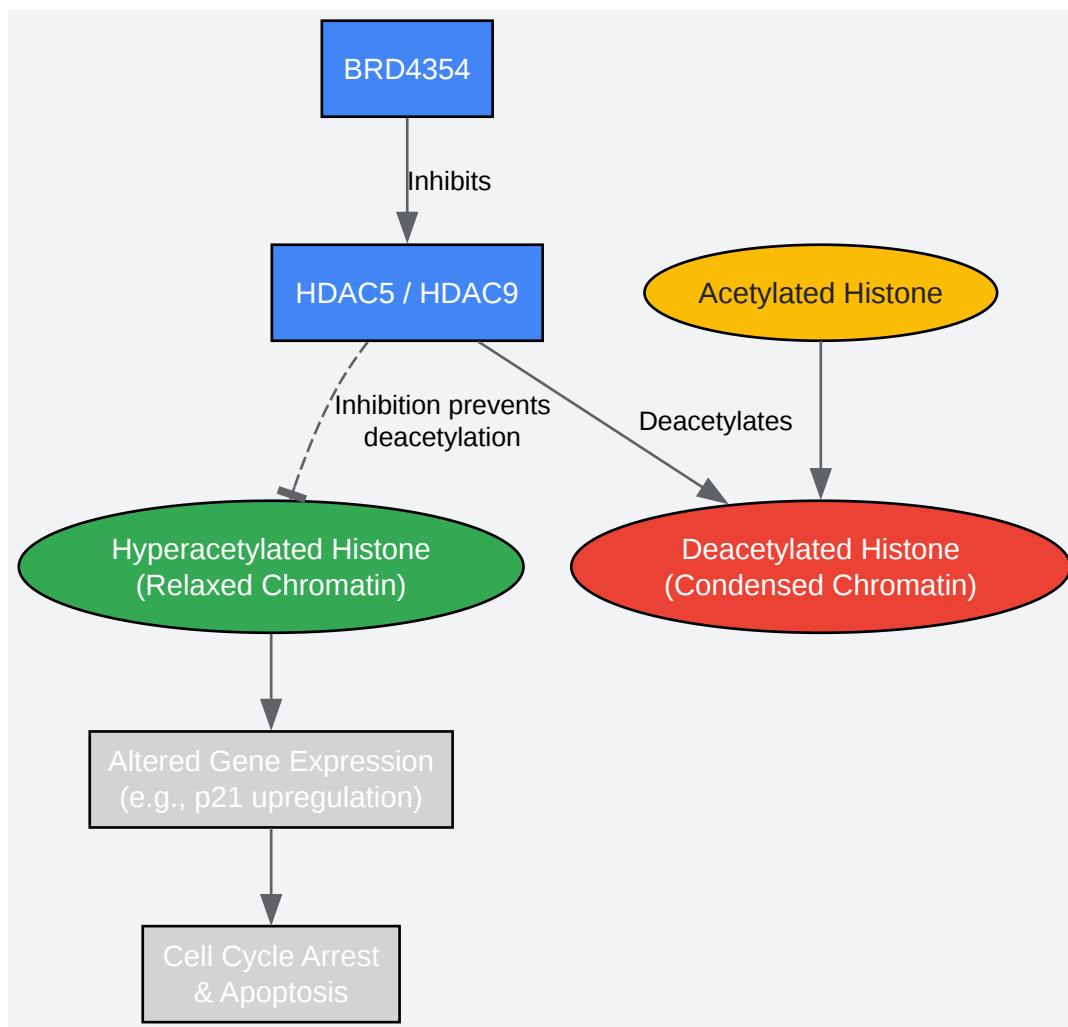 BRD4354
Inhibits
HDAC5 / HDAC9
Acetylated Histone
Inhibition prevents
deacetylation
Deacetylates
Hyperacetylated Histone
(Relaxed Chromatin)
Deacetylated Histone
(Condensed Chromatin)
Altered Gene Expression
(e.g., p21 upregulation)
Cell Cycle Arrest
& Apoptosis